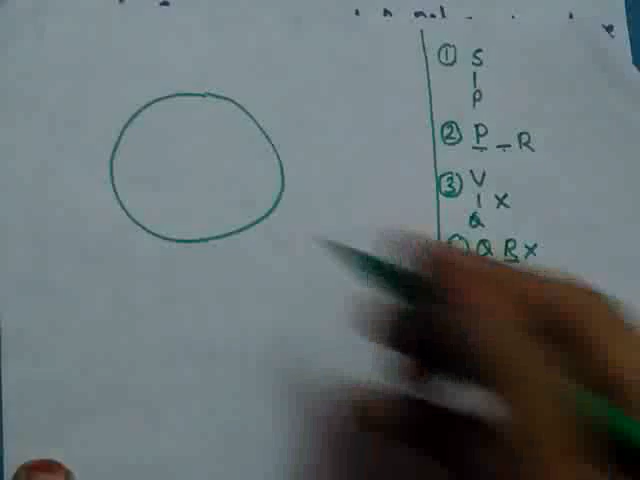 ① S
|
P
② P _ _ R
③ V
| X
Q
Q R X